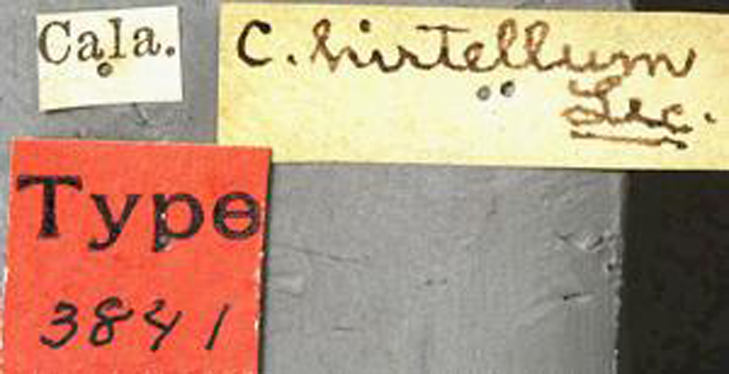 Cala.
C. hirtellum
Lec.
Type
3841